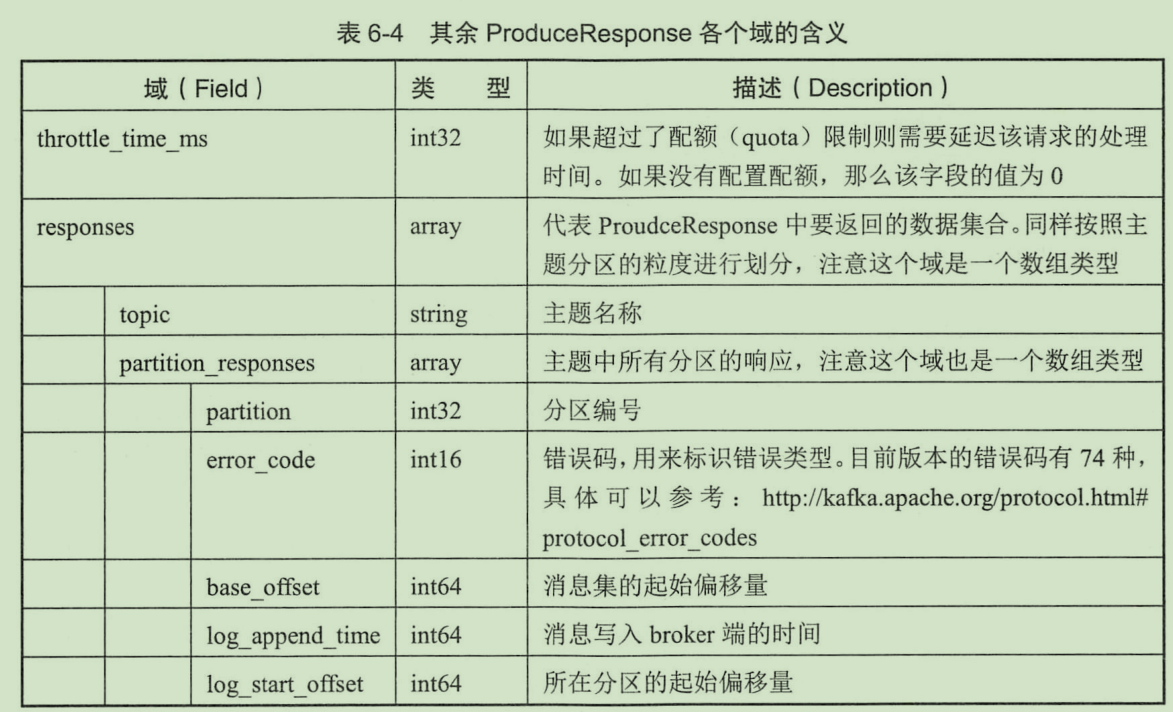 表 6-4 其余 ProduceResponse 各个域的含义
域（Field） 类 型 描述（Description）
throttle_time_ms int32 如果超过了配额（quota）限制则需要延迟该请求的处理
时间。如果没有配置配额，那么该字段的值为 0
responses array 代表 ProudceResponse 中要返回的数据集合。同样按照主
题分区的粒度进行划分，注意这个域是一个数组类型
topic string 主题名称
partition_responses array 主题中所有分区的响应，注意这个域也是一个数组类型
partition int32 分区编号
error_code int16 错误码，用来标识错误类型。目前版本的错误码有 74 种，
具体可以参考：http://kafka.apache.org/protocol.html#
protocol_error_codes
base_offset int64 消息集的起始偏移量
log_append_time int64 消息写入 broker 端的时间
log_start_offset int64 所在分区的起始偏移量